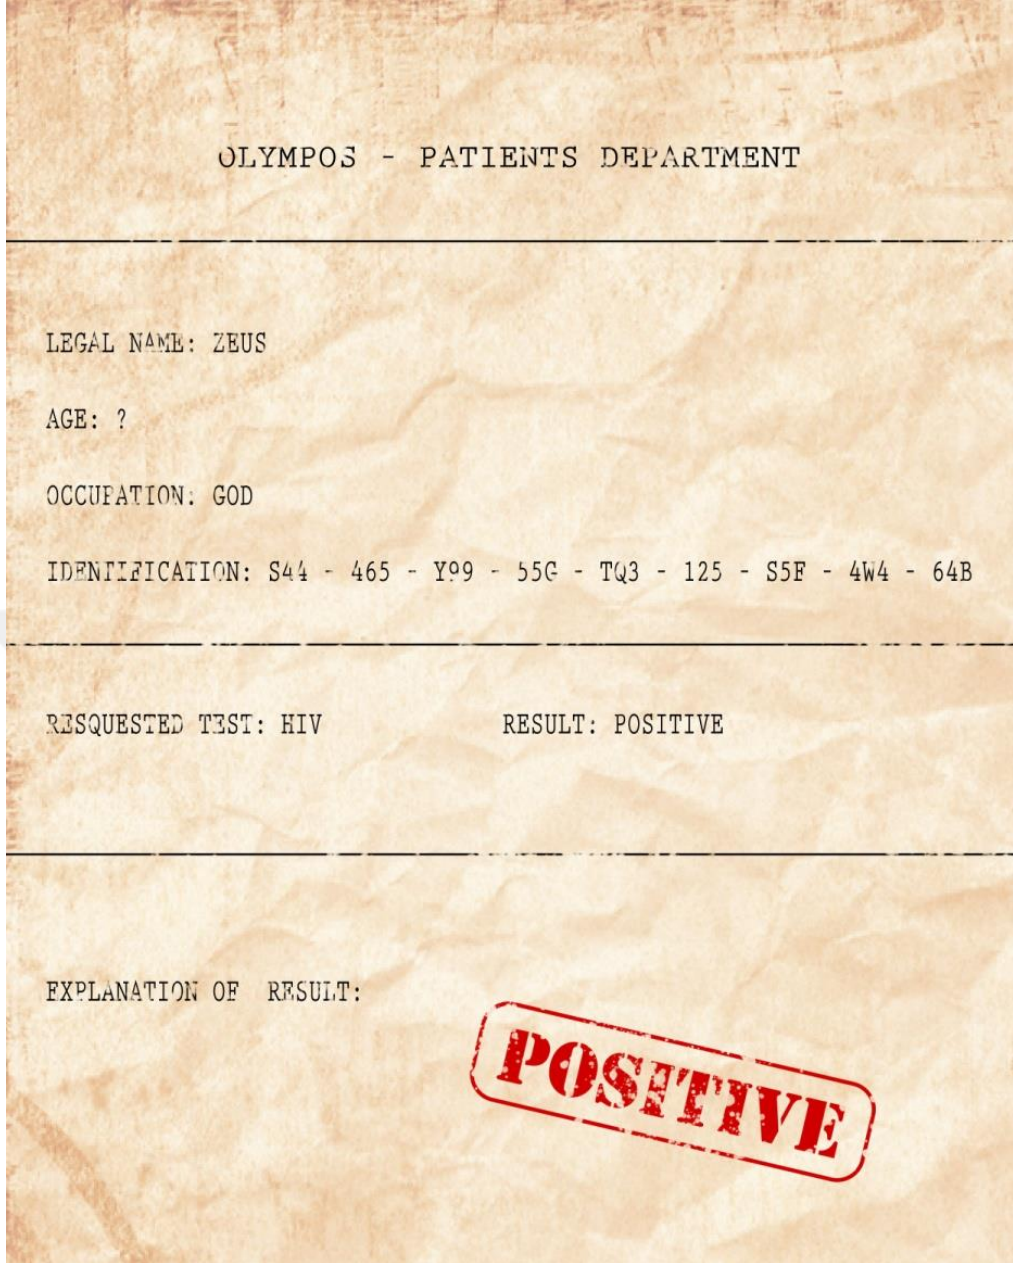 OLYMPOS - PATIENTS DEPARTMENT
LEGAL NAME: ZEUS
AGE: ?
OCCUPATION: GOD
IDENTIFICATION: S44 - 465 - Y99 - 55G - TQ3 - 125 - S5F - 4W4 - 64B
RESQUESTED TEST: HIV RESULT: POSITIVE
EXPLANATION OF RESULT:
POSITIVE